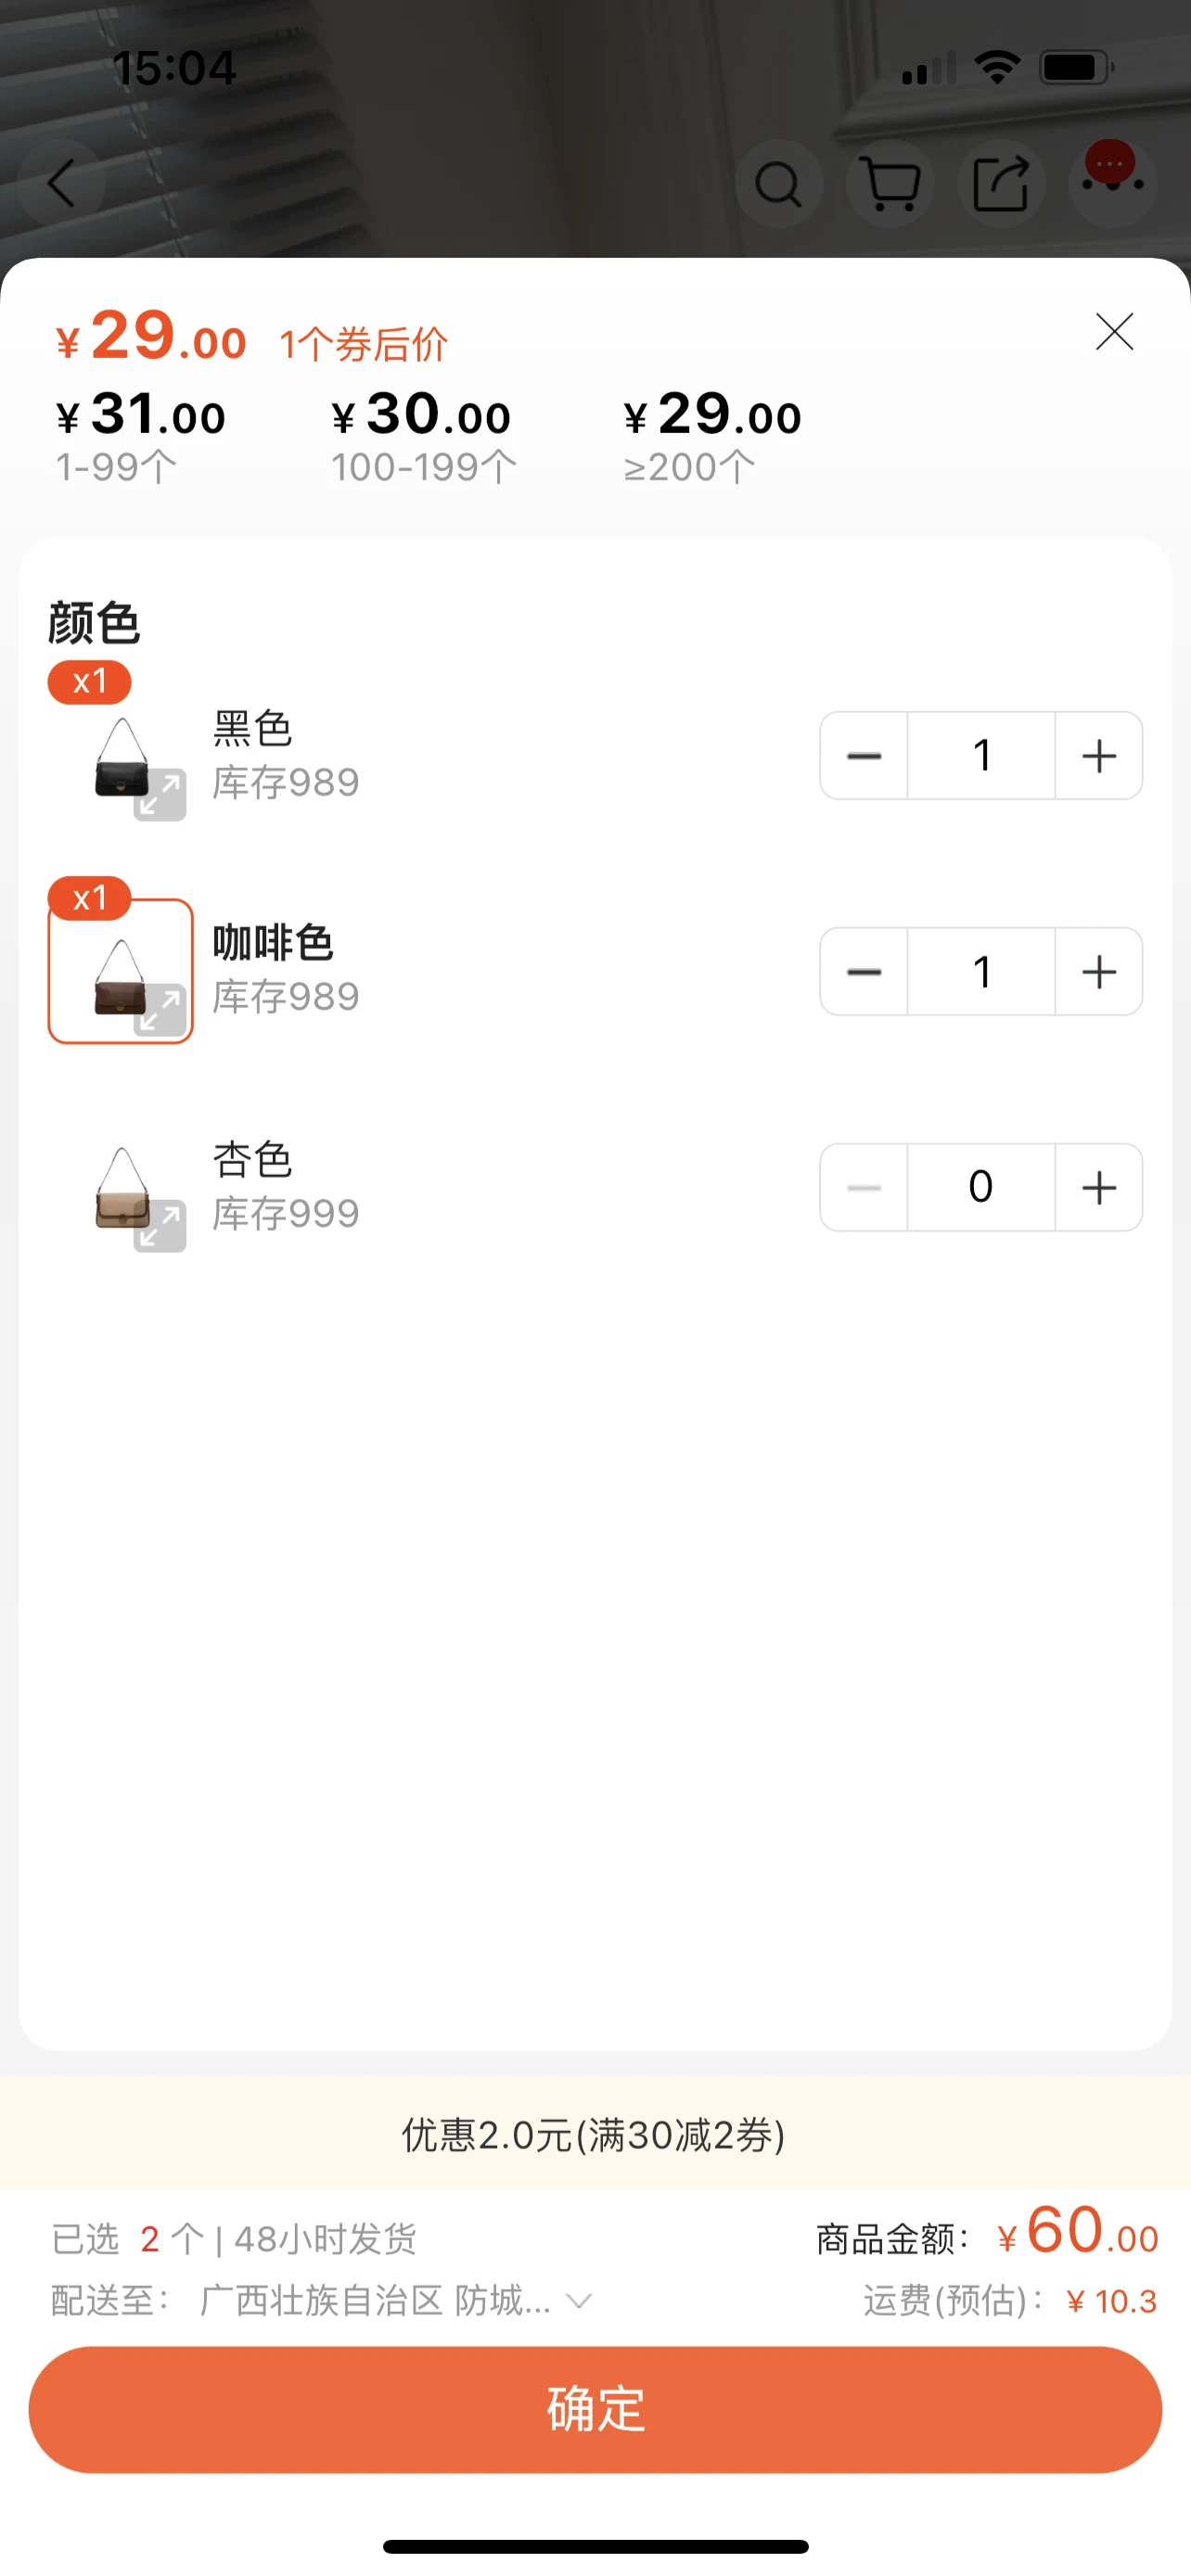 15:04
¥29.00 1个券后价
¥31.00 ¥30.00 ¥29.00
1-99个 100-199个 ≥200个
颜色
x1
黑色
库存989
1
x1
咖啡色
库存989
1
杏色
库存999
0
优惠2.0元(满30减2券)
已选 2 个 | 48小时发货 商品金额: ¥60.00
配送至: 广西壮族自治区 防城... 运费(预估): ¥10.3
确定